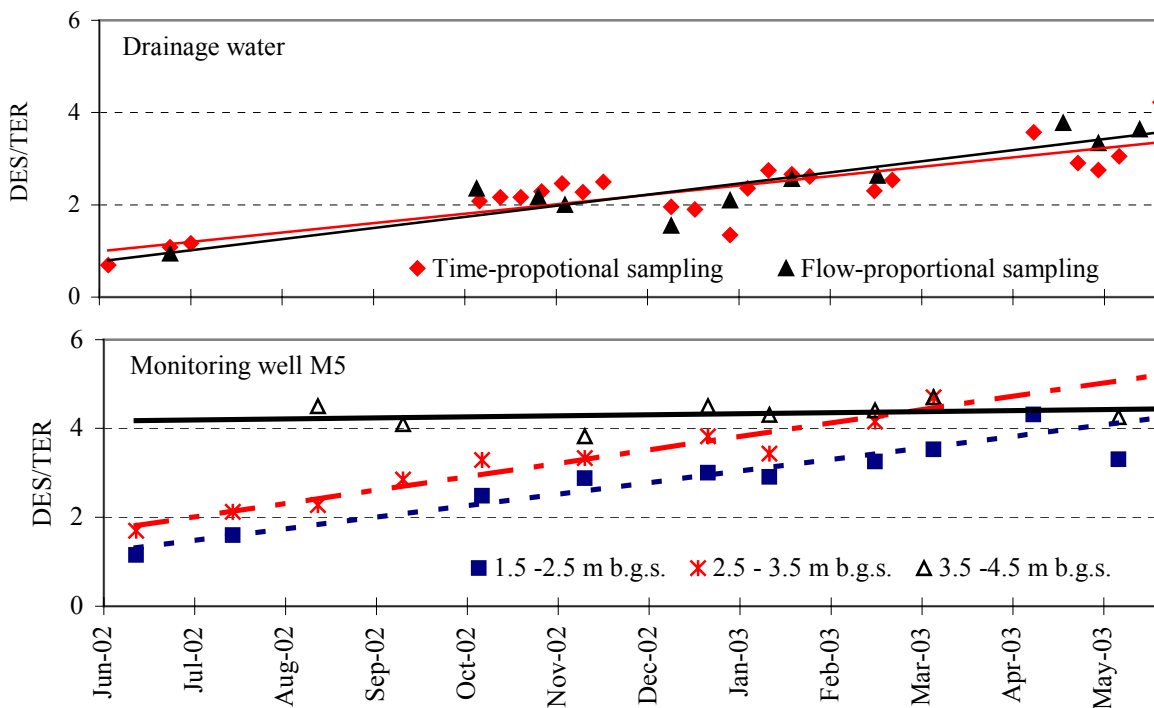 6
Drainage water
4
DES/TER
2
Time-propotional sampling
Flow-proportional sampling
0
6
Monitoring well M5
4
DES/TER
2
1.5 -2.5 m b.g.s.
2.5 - 3.5 m b.g.s.
3.5 -4.5 m b.g.s.
0
Jun-02
Jul-02
Aug-02
Sep-02
Oct-02
Nov-02
Dec-02
Jan-03
Feb-03
Mar-03
Apr-03
May-03